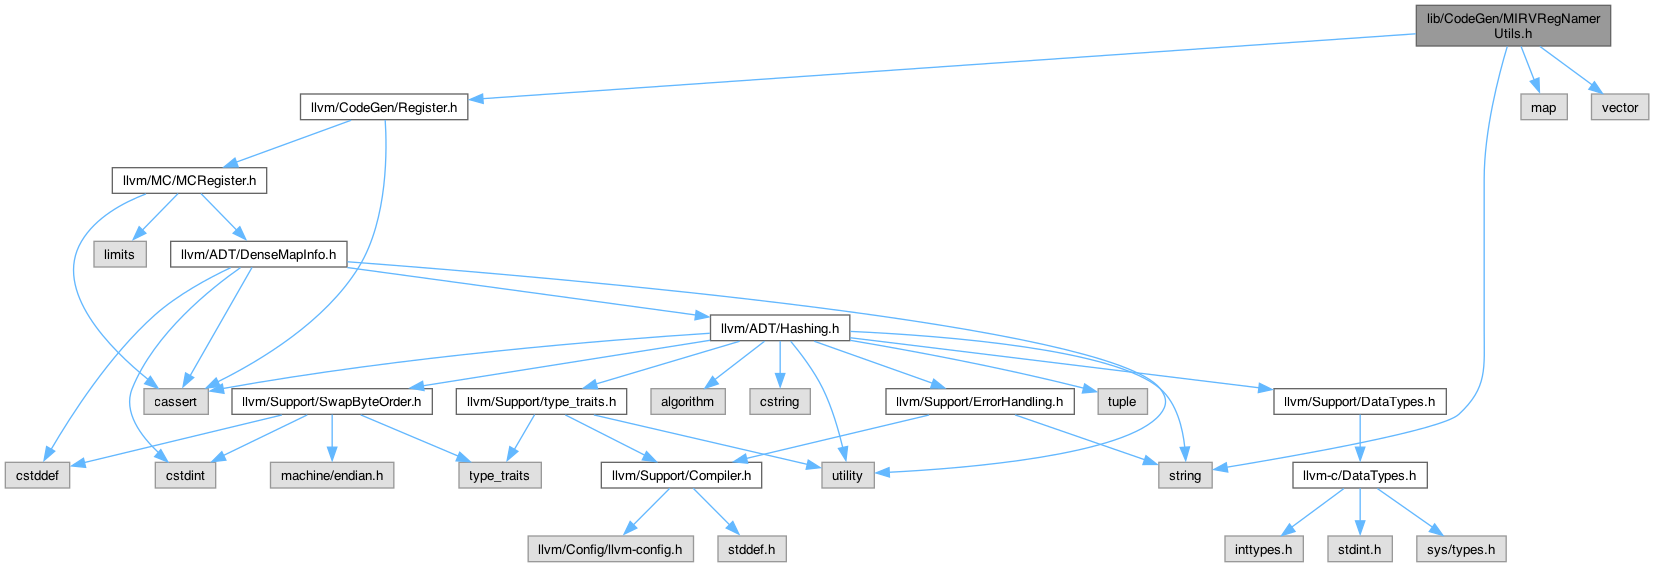 lib/CodeGen/MIRVRegNamer
Utils.h
llvm/CodeGen/Register.h
map
vector
llvm/MC/MCRegister.h
limits
llvm/ADT/DenseMapInfo.h
llvm/ADT/Hashing.h
cassert
llvm/Support/SwapByteOrder.h
llvm/Support/type_traits.h
algorithm
cstring
llvm/Support/ErrorHandling.h
tuple
llvm/Support/DataTypes.h
cstddef
cstdint
machine/endian.h
type_traits
llvm/Support/Compiler.h
utility
string
llvm-c/DataTypes.h
llvm/Config/llvm-config.h
stddef.h
inttypes.h
stdint.h
sys/types.h